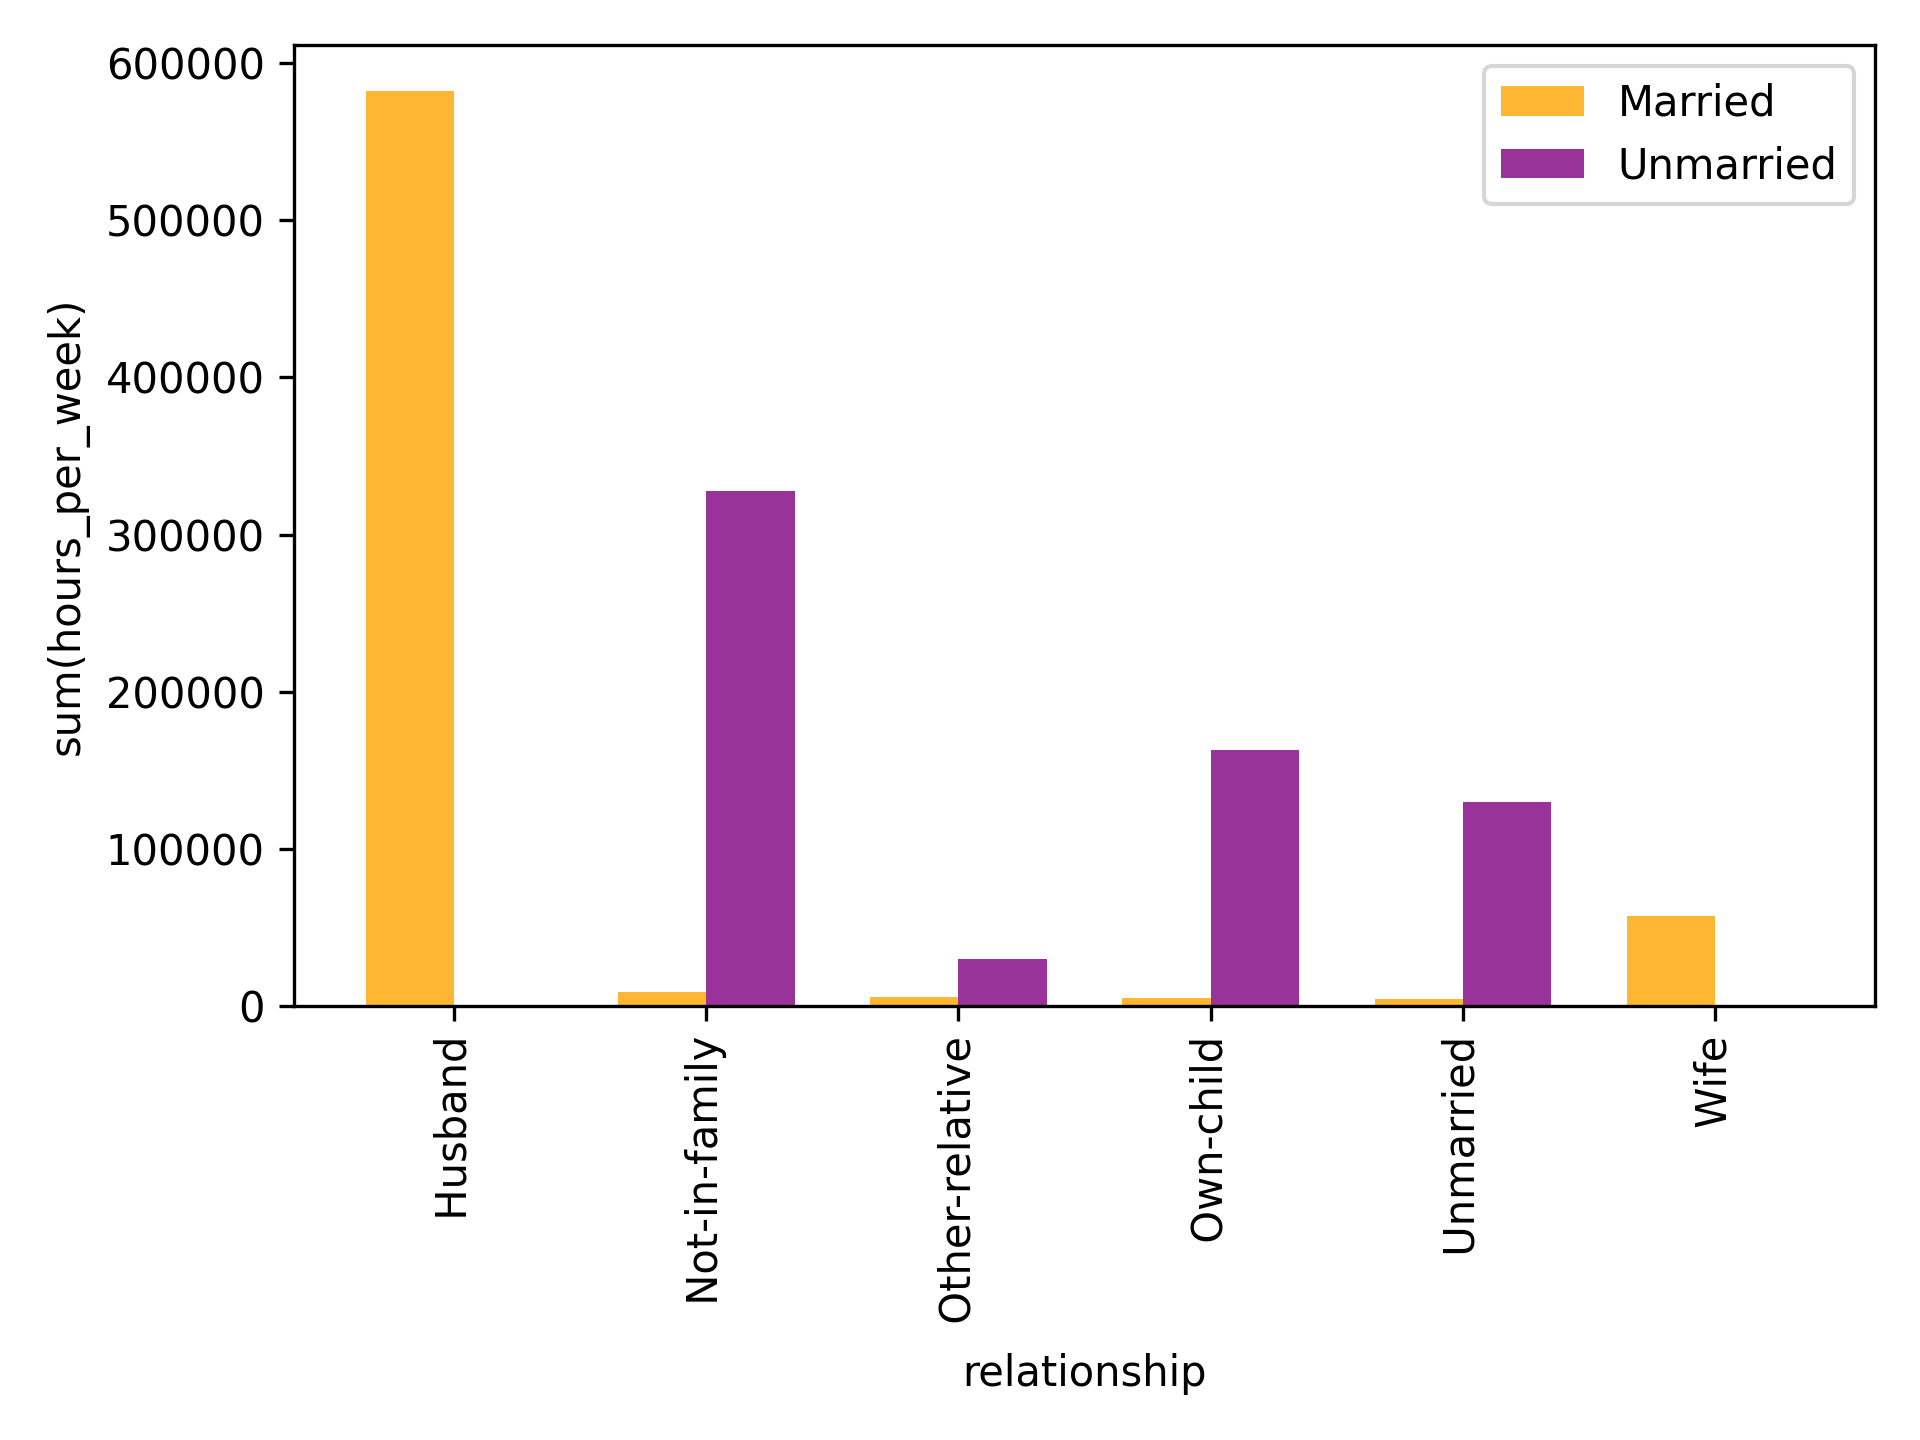 600000
500000
400000
300000
200000
100000
0
sum(hours_per_week)
Married
Unmarried
Husband
Not-in-family
Other-relative
Own-child
Unmarried
Wife
relationship